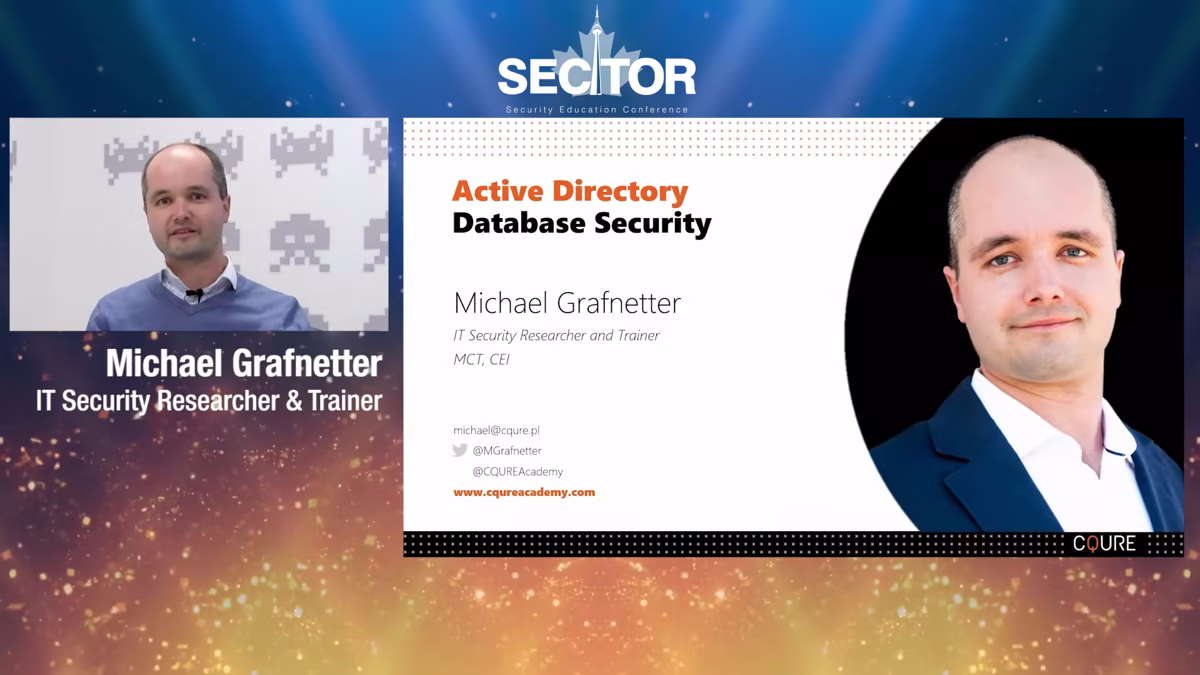 SECTOR
Security Education Conference
Michael Grafnetter
IT Security Researcher & Trainer
Active Directory
Database Security
Michael Grafnetter
IT Security Researcher and Trainer
MCT, CEI
michael@cqure.pl
@MGrafnetter
@CQUREAcademy
www.cqureacademy.com
CQURE